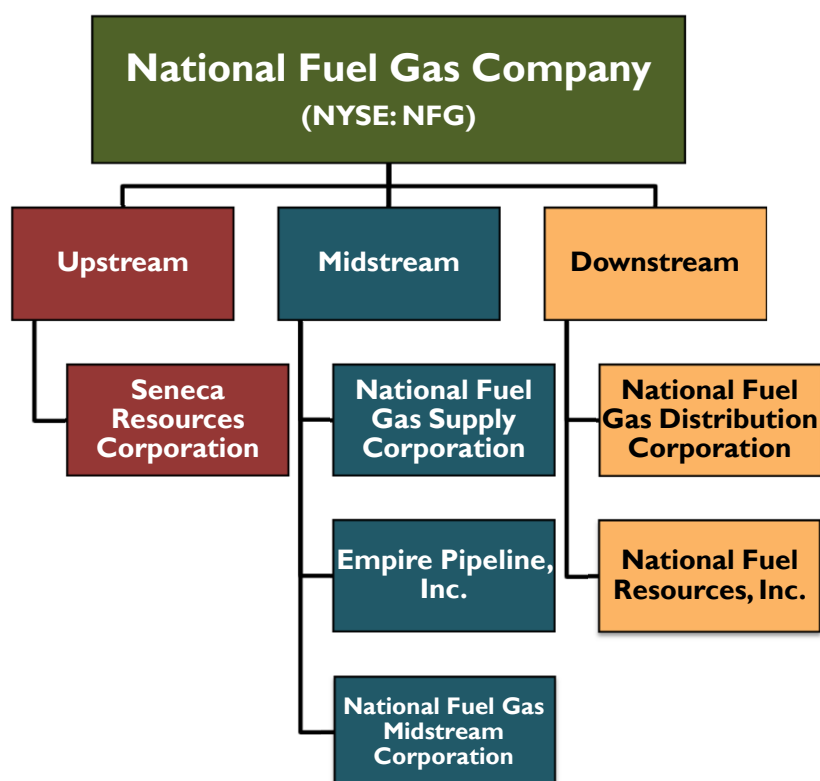 National Fuel Gas Company
(NYSE: NFG)
Upstream
Midstream
Downstream
Seneca
Resources
Corporation
National Fuel
Gas Supply
Corporation
National Fuel
Gas Distribution
Corporation
Empire Pipeline,
Inc.
National Fuel
Resources, Inc.
National Fuel Gas
Midstream
Corporation